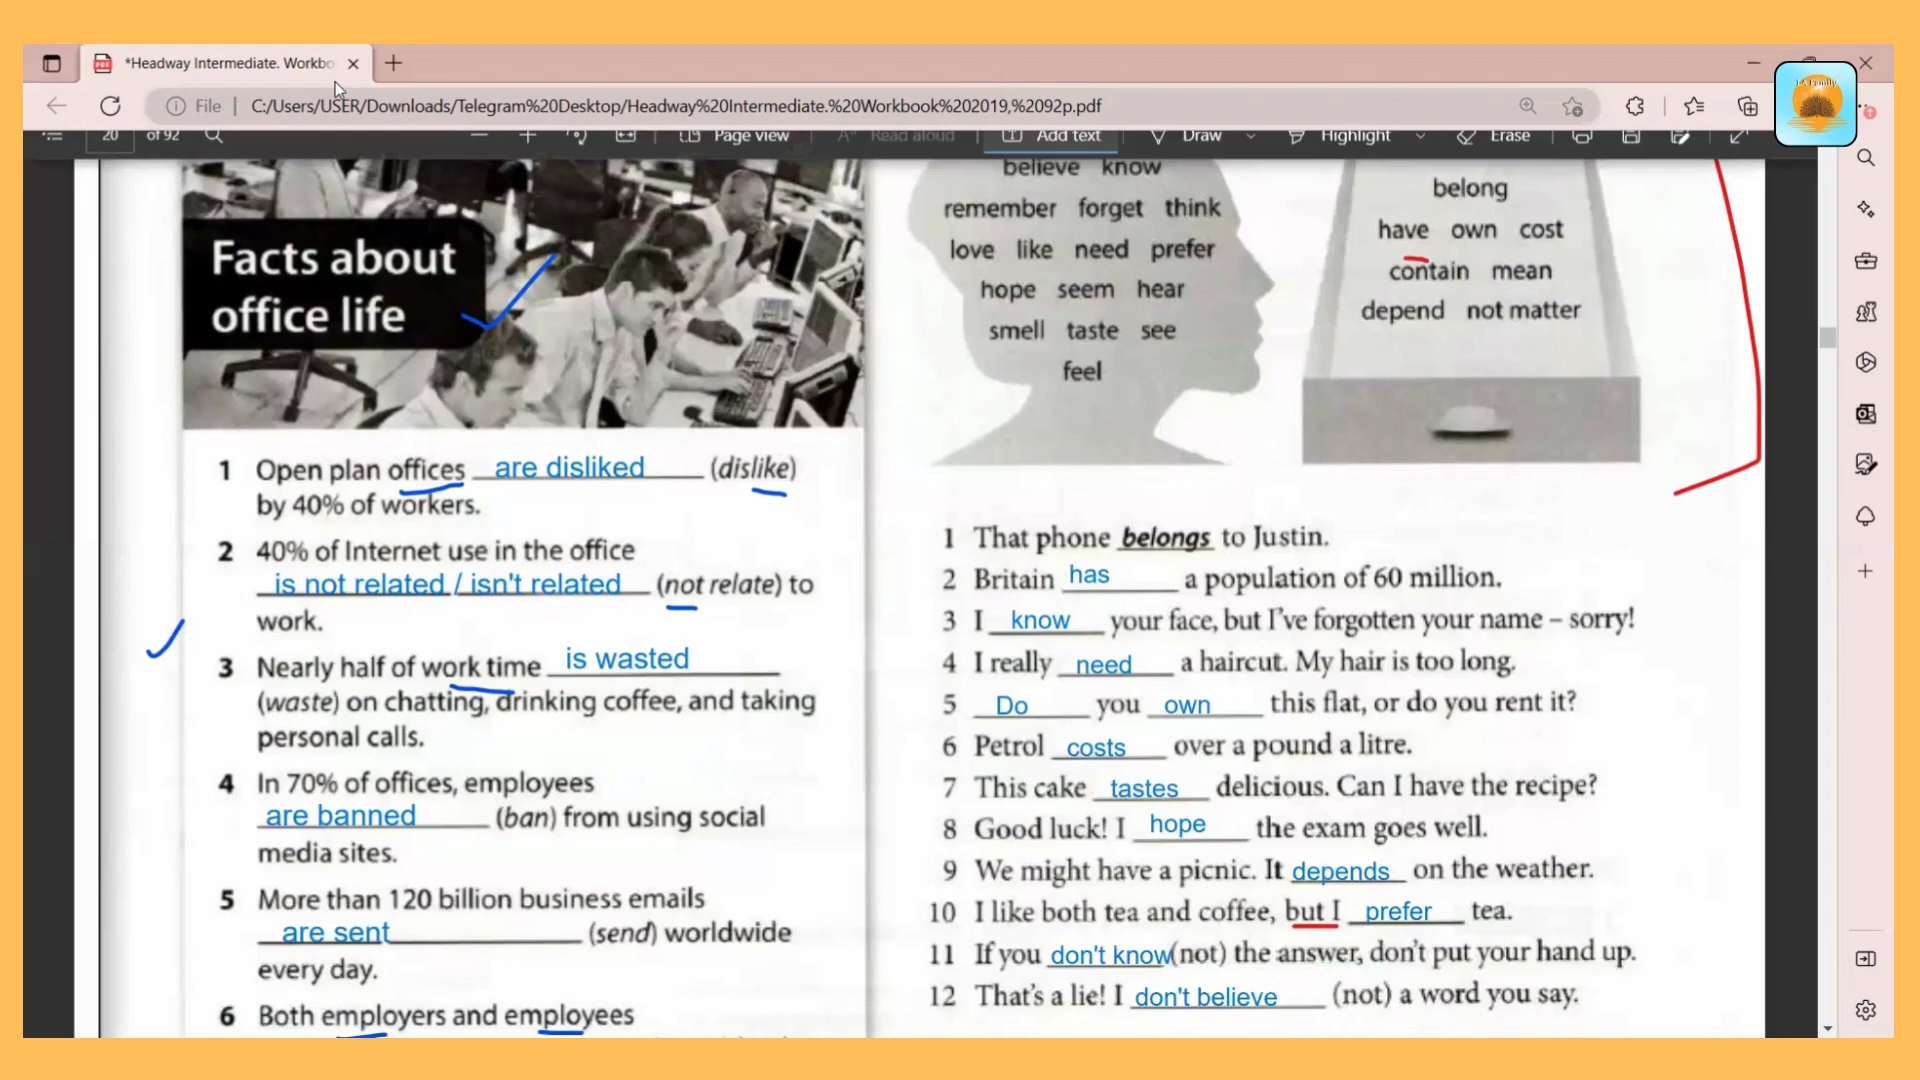 *Headway Intermediate. Workbo
File
C:/Users/USER/Downloads/Telegram%20Desktop/Headway%20Intermediate.%20Workbook%202019,%2092p.pdf
20 of 92
Page view
Read aloud
Add text
Draw
Highlight
Erase
Facts about
office life
1 Open plan offices are disliked (dislike)
by 40% of workers.
2 40% of Internet use in the office
is not related / isn't related (not relate) to
work.
3 Nearly half of work time is wasted
(waste) on chatting, drinking coffee, and taking
personal calls.
4 In 70% of offices, employees
are banned (ban) from using social
media sites.
5 More than 120 billion business emails
are sent (send) worldwide
every day.
6 Both employers and employees
believe know
remember forget think
love like need prefer
hope seem hear
smell taste see
feel
belong
have own cost
contain mean
depend not matter
1 That phone belongs to Justin.
2 Britain has a population of 60 million.
3 I know your face, but I've forgotten your name – sorry!
4 I really need a haircut. My hair is too long.
5 Do you own this flat, or do you rent it?
6 Petrol costs over a pound a litre.
7 This cake tastes delicious. Can I have the recipe?
8 Good luck! I hope the exam goes well.
9 We might have a picnic. It depends on the weather.
10 I like both tea and coffee, but I prefer tea.
11 If you don't know (not) the answer, don't put your hand up.
12 That's a lie! I don't believe (not) a word you say.